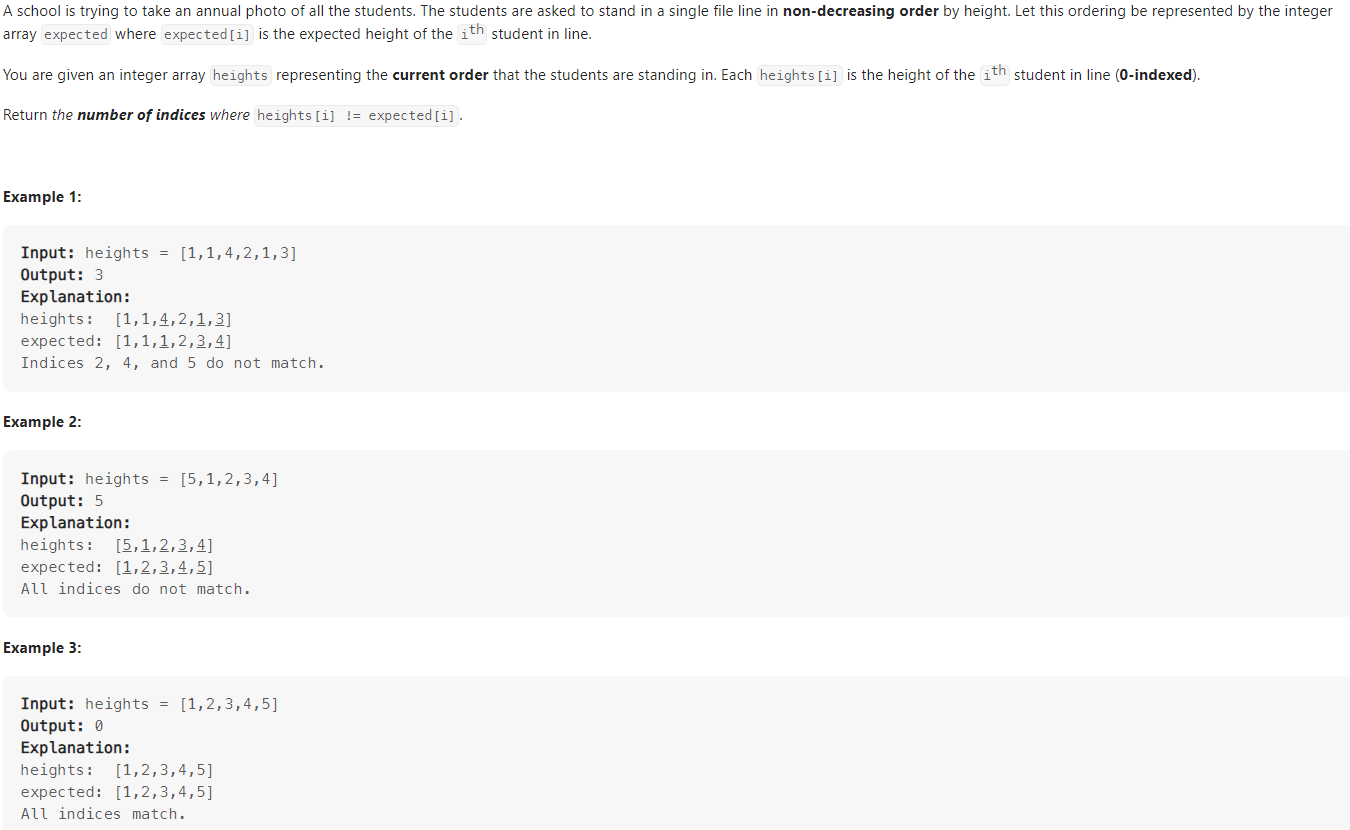 A school is trying to take an annual photo of all the students. The students are asked to stand in a single file line in non-decreasing order by height. Let this ordering be represented by the integer
array expected where expected[i] is the expected height of the ith student in line.
You are given an integer array heights representing the current order that the students are standing in. Each heights[i] is the height of the ith student in line (0-indexed).
Return the number of indices where heights[i] != expected[i].
Example 1:
Input: heights = [1,1,4,2,1,3]
Output: 3
Explanation:
heights:  [1,1,4,2,1,3]
expected: [1,1,1,2,3,4]
Indices 2, 4, and 5 do not match.
Example 2:
Input: heights = [5,1,2,3,4]
Output: 5
Explanation:
heights:  [5,1,2,3,4]
expected: [1,2,3,4,5]
All indices do not match.
Example 3:
Input: heights = [1,2,3,4,5]
Output: 0
Explanation:
heights:  [1,2,3,4,5]
expected: [1,2,3,4,5]
All indices match.